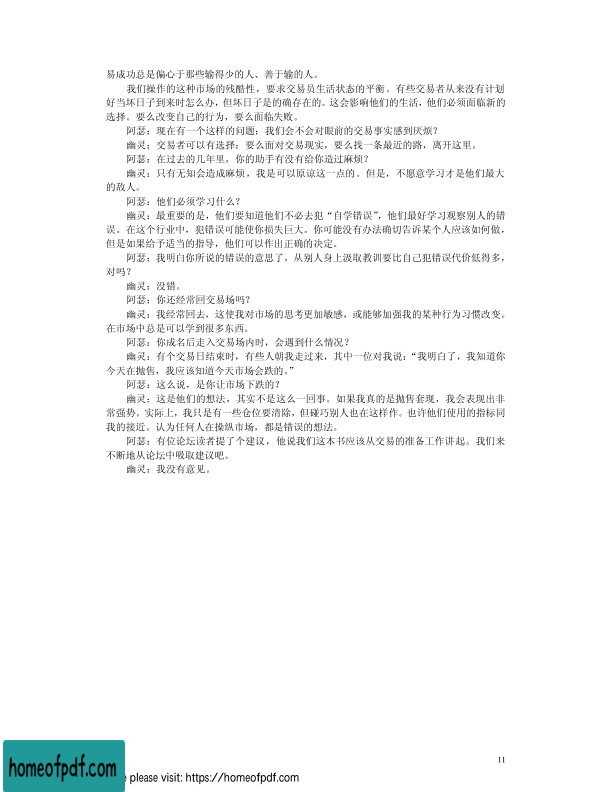 易成功总是偏心于那些输得少的人、善于输的人。
我们操作的这种市场的残酷性，要求交易员生活状态的平衡。有些交易者从来没有计划
好当坏日子到来时怎么办，但坏日子是的确存在的。这会影响他们的生活，他们必须面临新的
选择。要么改变自己的行为，要么面临失败。
阿瑟：现在有一个这样的问题：我们会不会对眼前的交易事实感到厌烦？
幽灵：交易者可以有选择：要么面对交易现实，要么找一条最近的路，离开这里。
阿瑟：在过去的几年里，你的助手有没有给你造过麻烦？
幽灵：只有无知会造成麻烦，我是可以原谅这一点的。但是，不愿意学习才是他们最大
的敌人。
阿瑟：他们必须学习什么？
幽灵：最重要的是，他们要知道他们不必去犯“自学错误”，他们最好学习观察别人的错
误。在这个行业中，犯错误可能使你损失巨大。你可能没有办法确切告诉某个人应该如何做，
但是如果给予适当的指导，他们可以作出正确的决定。
阿瑟：我明白你所说的错误的意思了，从别人身上汲取教训要比自己犯错误代价低得多，
对吗？
幽灵：没错。
阿瑟：你还经常回交易场吗？
幽灵：我经常回去，这使我对市场的思考更加敏感，或能够加强我的某种行为习惯改变。
在市场中总是可以学到很多东西。
阿瑟：你成名后走入交易场内时，会遇到什么情况？
幽灵：有个交易日结束时，有些人朝我走过来，其中一位对我说：“我明白了，我知道你
今天在抛售，我应该知道今天市场会跌的。”
阿瑟：这么说，是你让市场下跌的？
幽灵：这是他们的想法，其实不是这么一回事。如果我真的是抛售套现，我会表现出非
常强势。实际上，我只是有一些仓位要清除，但碰巧别人也在这样作。也许他们使用的指标同
我的接近。认为任何人在操纵市场，都是错误的想法。
阿瑟：有位论坛读者提了个建议，他说我们这本书应该从交易的准备工作讲起。我们来
不断地从论坛中吸取建议吧。
幽灵：我没有意见。
11
homeofpdf.com
e please visit: https://homeofpdf.com